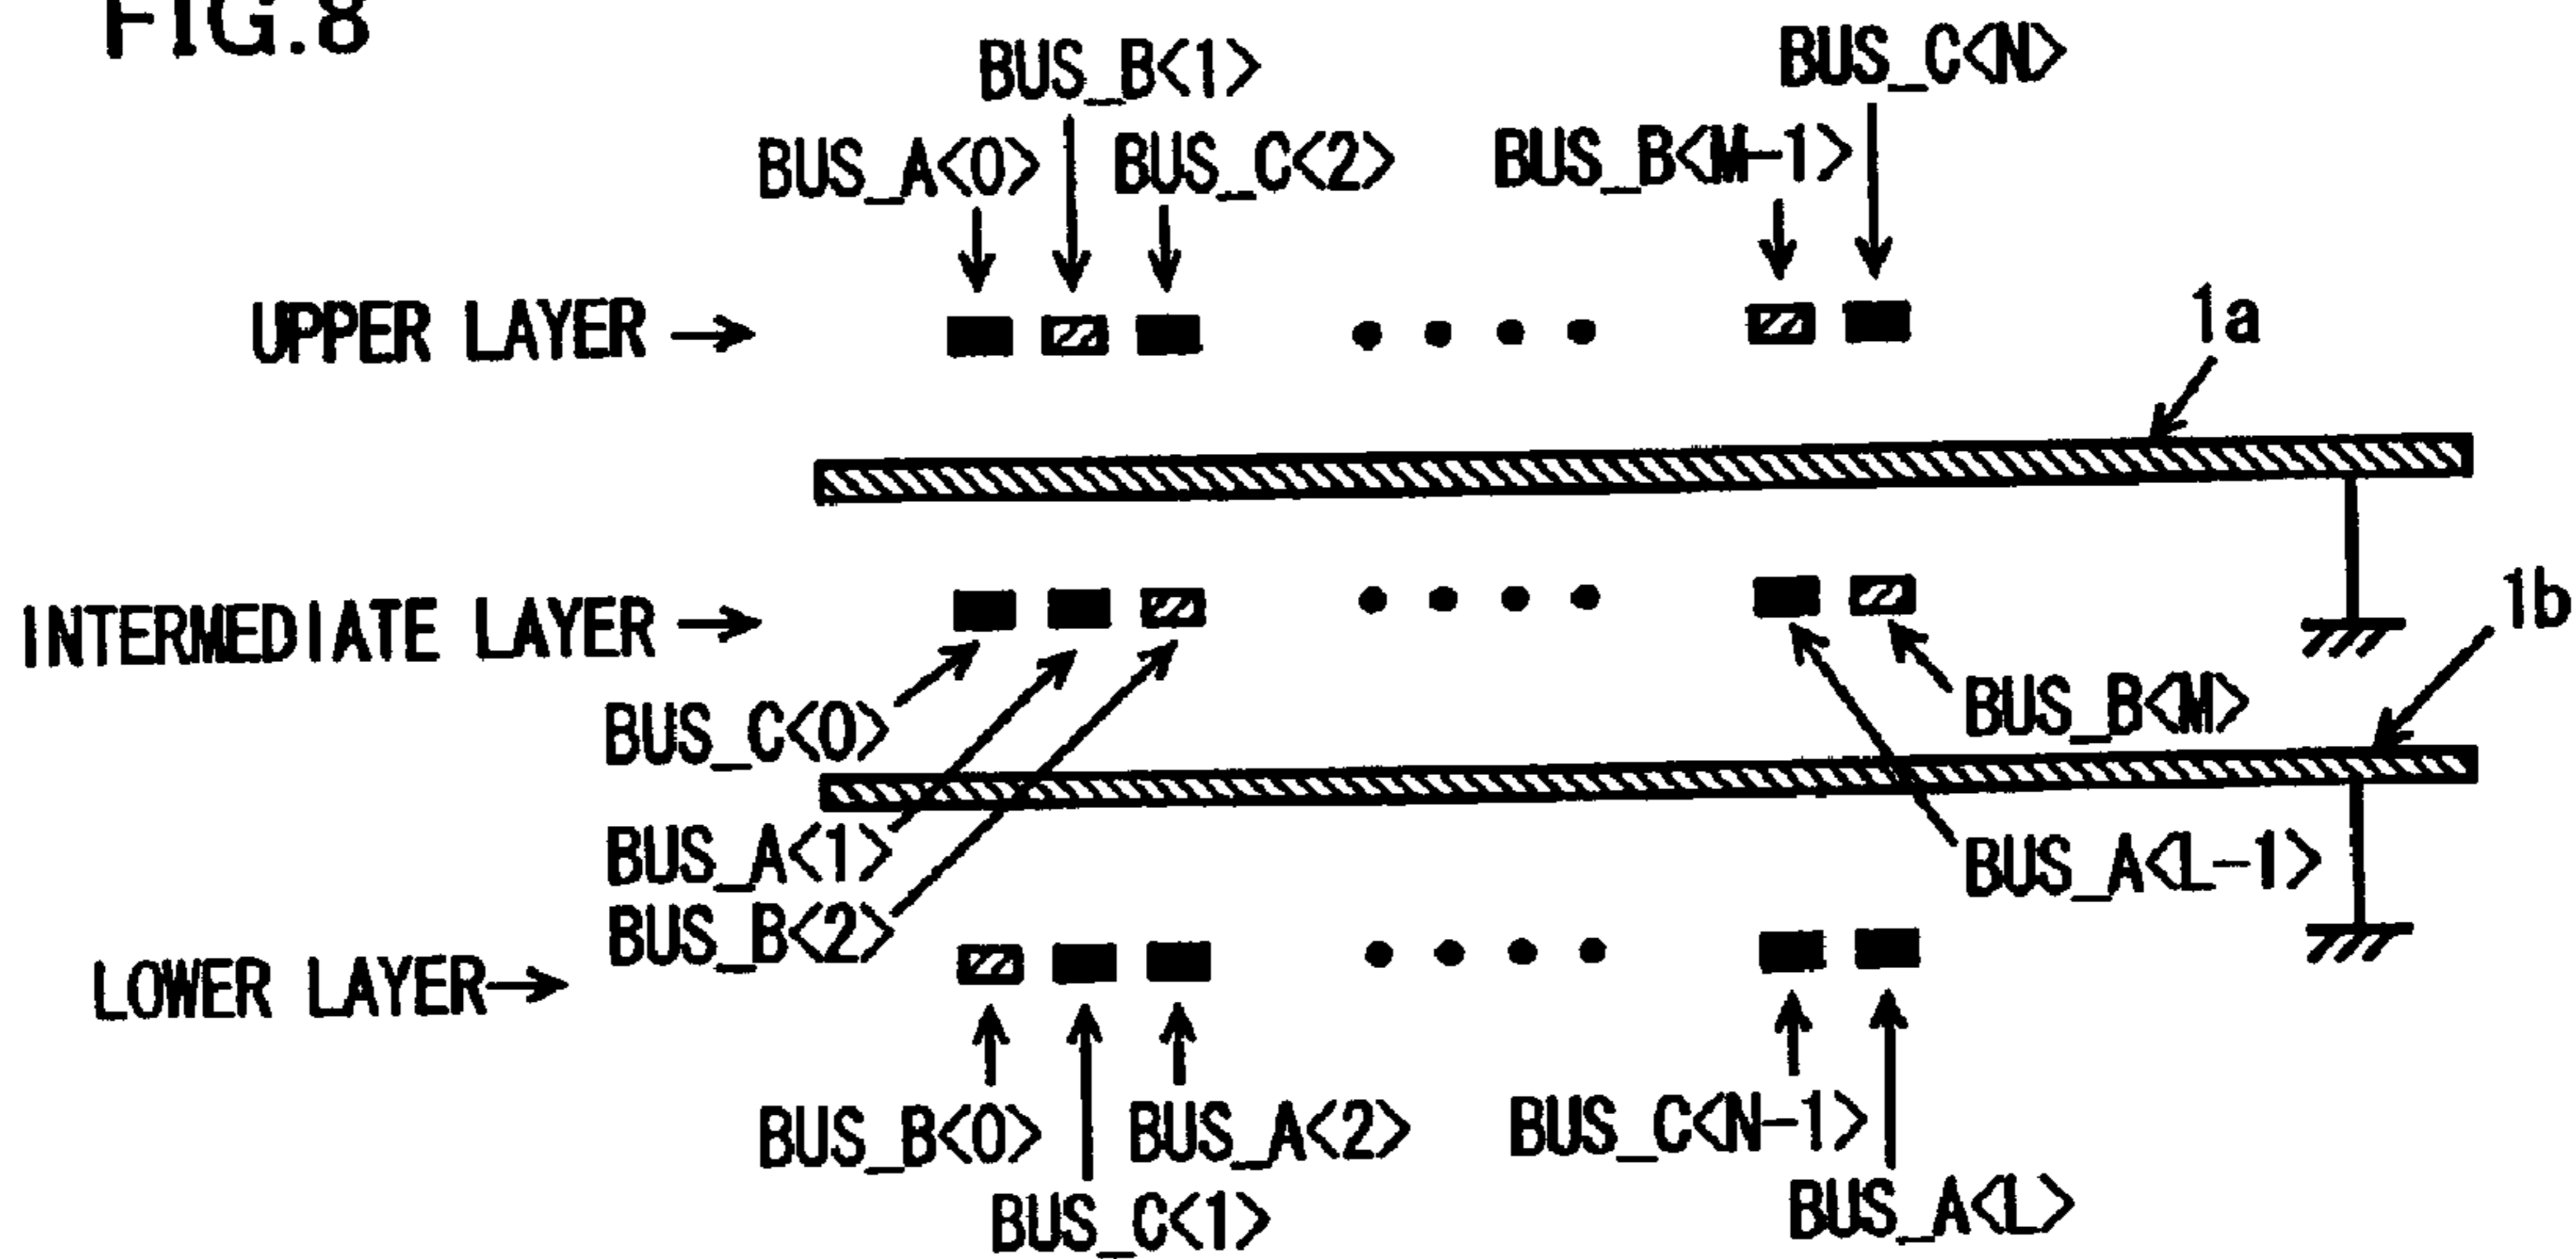 FIG.8
BUS_B<1>
BUS_C<N>
BUS_A<0>
BUS_C<2>
BUS_B<M-1>
UPPER LAYER
1a
INTERMEDIATE LAYER
1b
BUS_C<0>
BUS_B<M>
BUS_A<1>
BUS_A<L-1>
BUS_B<2>
LOWER LAYER
BUS_B<0>
BUS_A<2>
BUS_C<N-1>
BUS_C<1>
BUS_A<L>